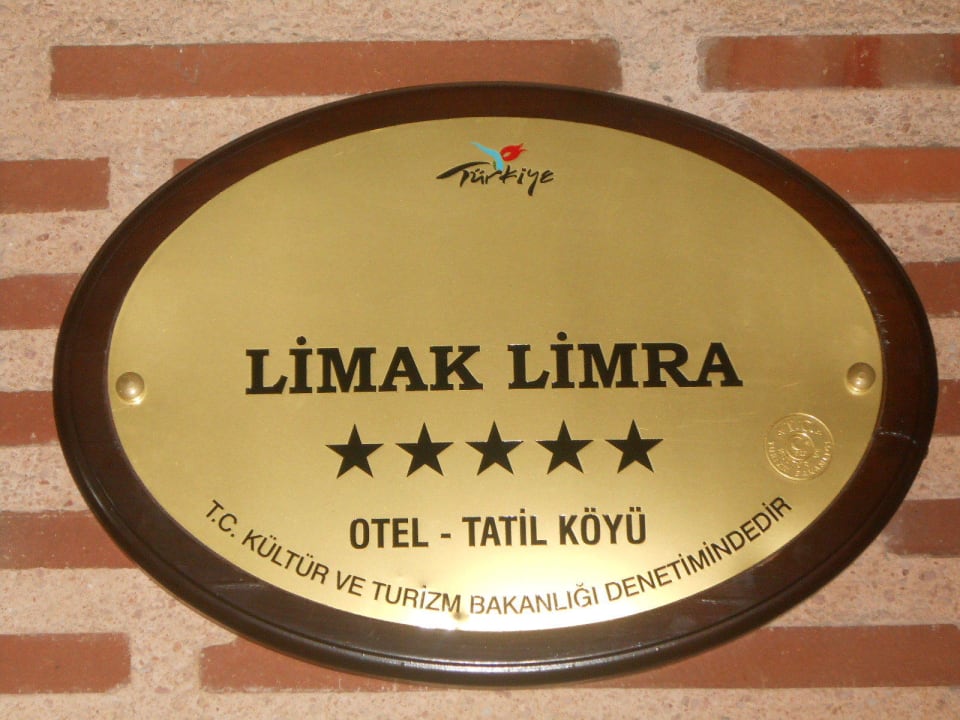 Türkiye
LİMAK LİMRA
★★★★★
OTEL - TATİL KÖYÜ
T.C. KÜLTÜR VE TURİZM BAKANLIĞI DENETİMİNDEDİR